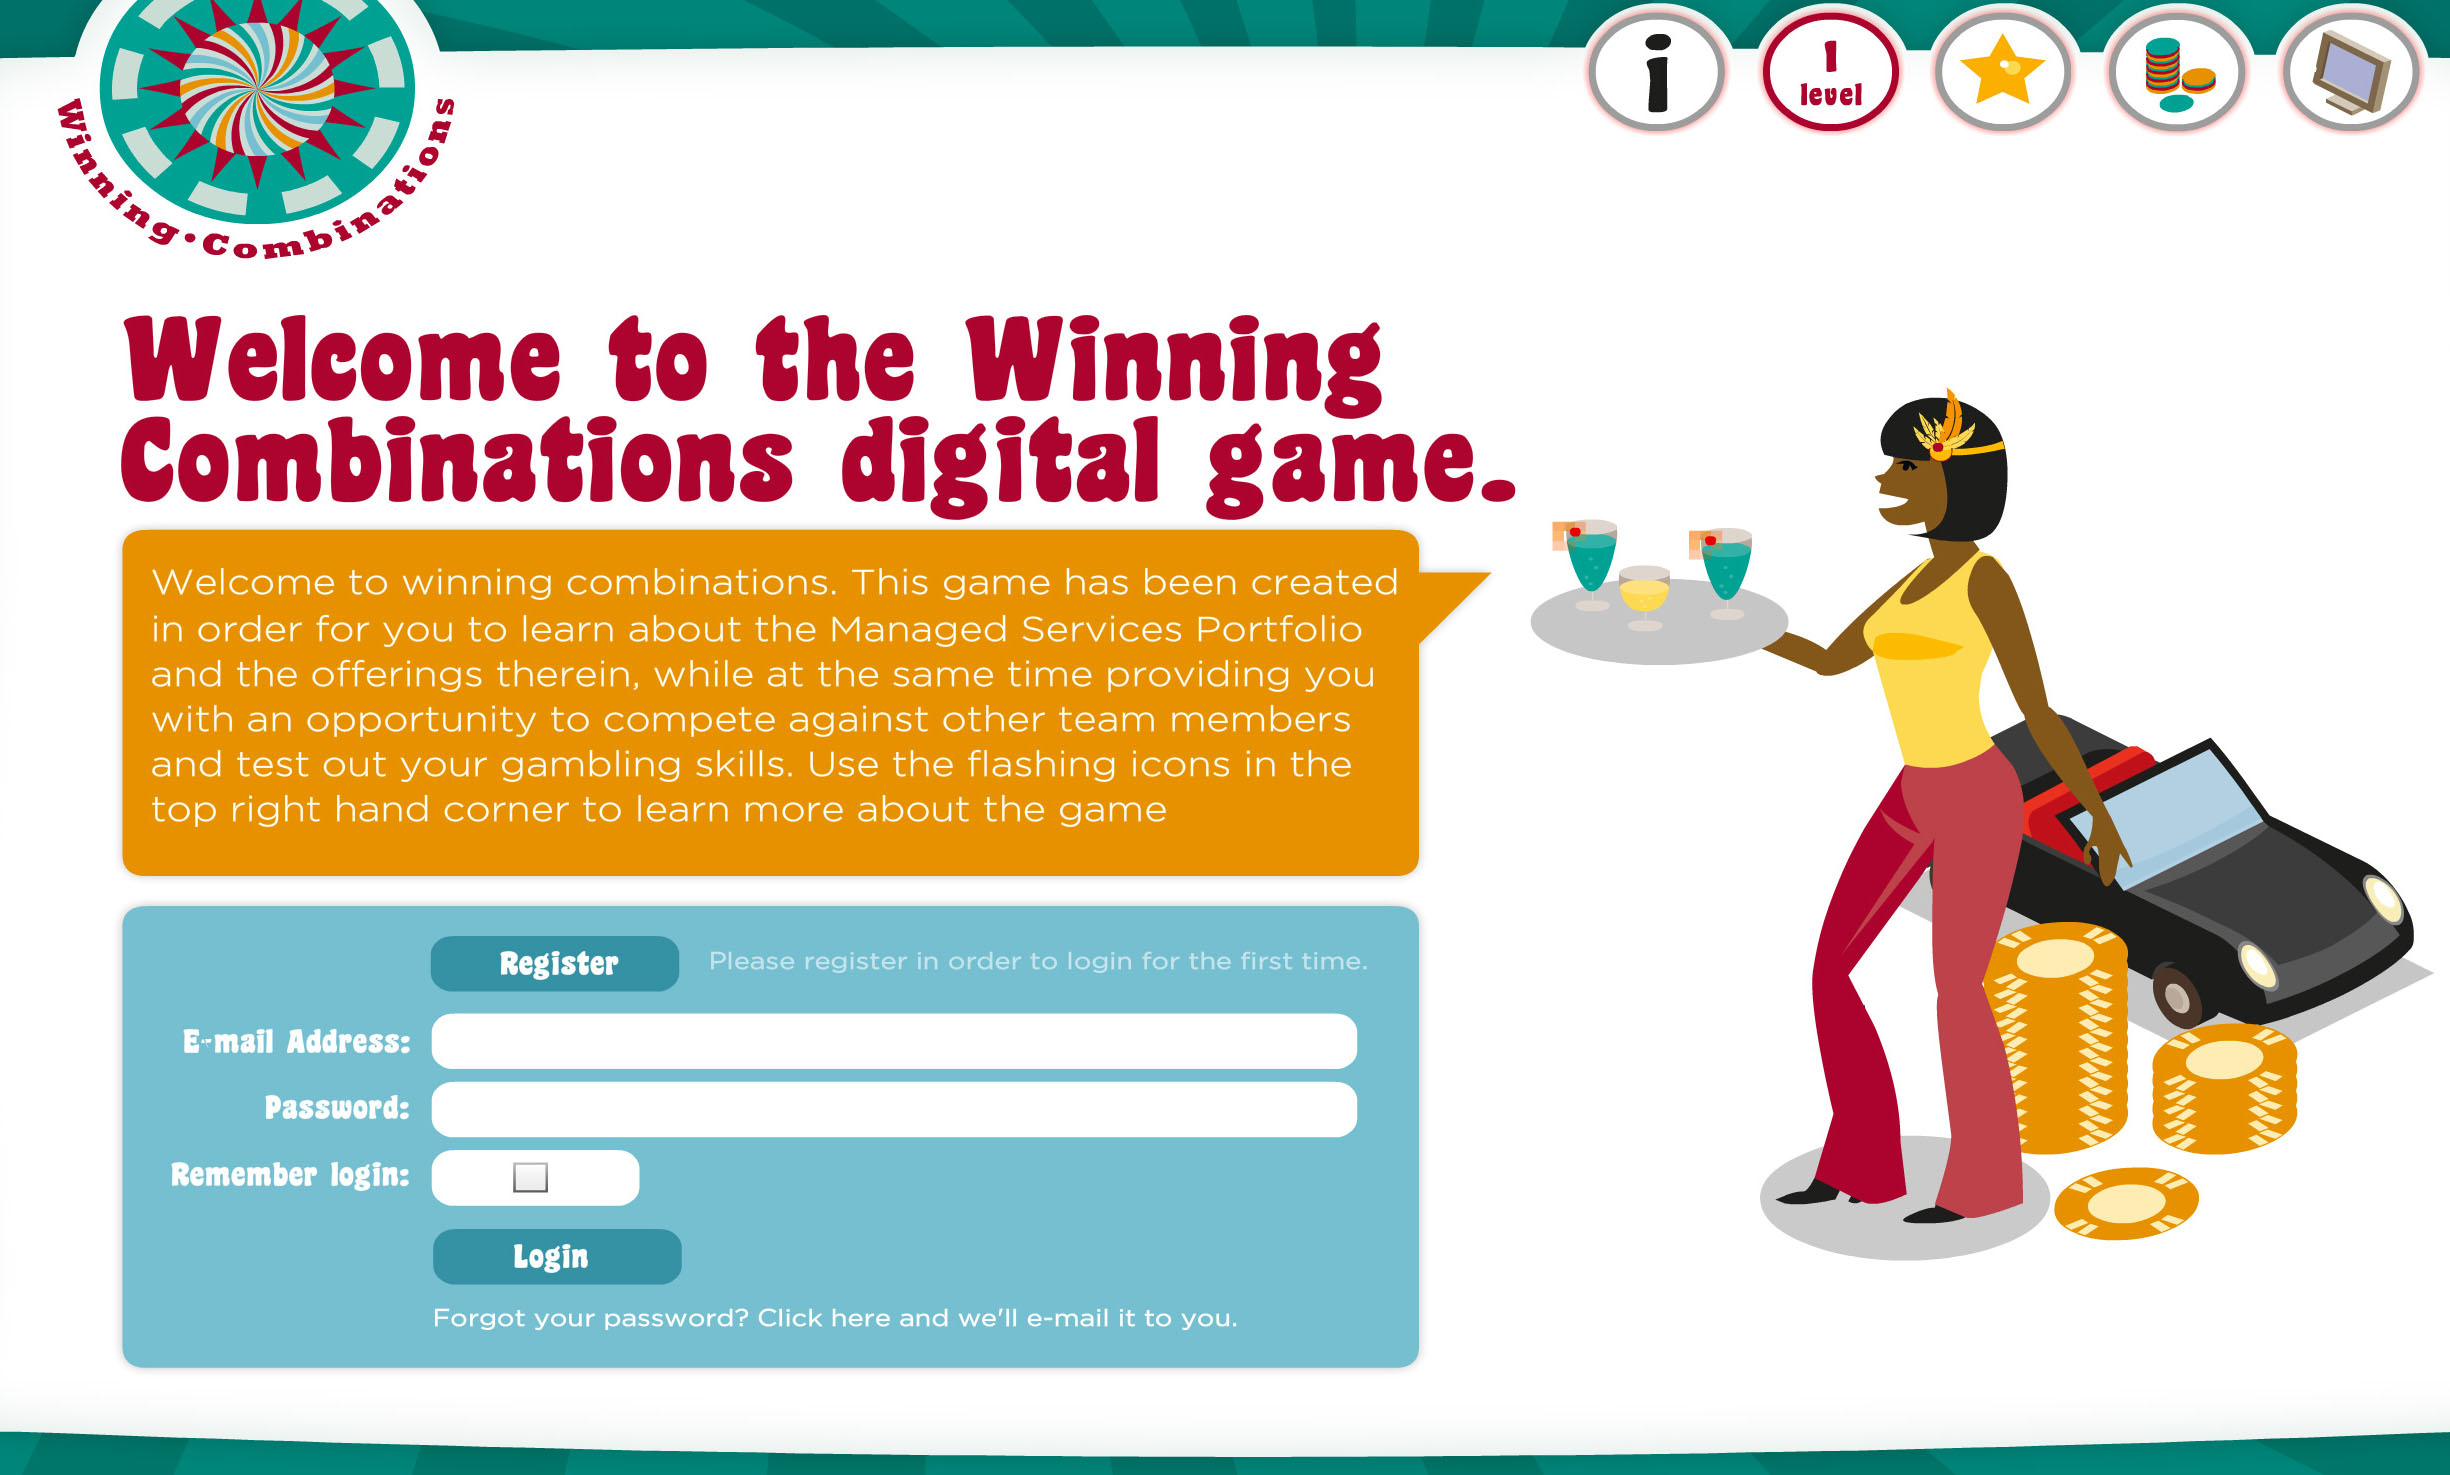 Winning • Combinations
i
1
level
Welcome to the Winning
Combinations digital game.
Welcome to winning combinations. This game has been created
in order for you to learn about the Managed Services Portfolio
and the offerings therein, while at the same time providing you
with an opportunity to compete against other team members
and test out your gambling skills. Use the flashing icons in the
top right hand corner to learn more about the game
Register
Please register in order to login for the first time.
E-mail Address:
Password:
Remember login:
Login
Forgot your password? Click here and we'll e-mail it to you.